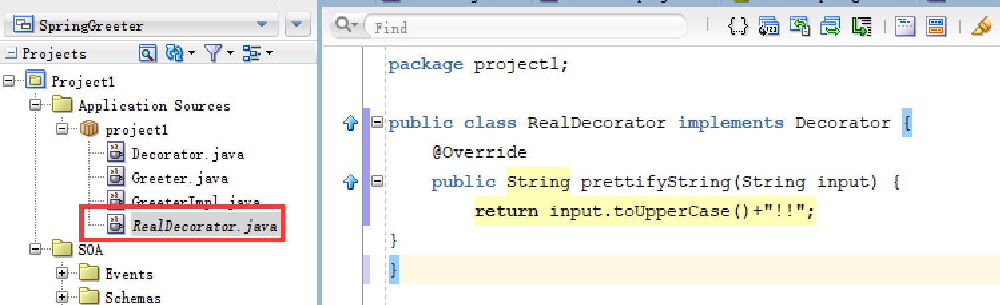 SpringGreeter
Projects
Project1
Application Sources
project1
Decorator.java
Greeter.java
GreeterImpl.java
RealDecorator.java
SOA
Events
Schemas
Find
package project1;
public class RealDecorator implements Decorator {
@Override
public String prettifyString(String input) {
return input.toUpperCase()+"!!";
}
}